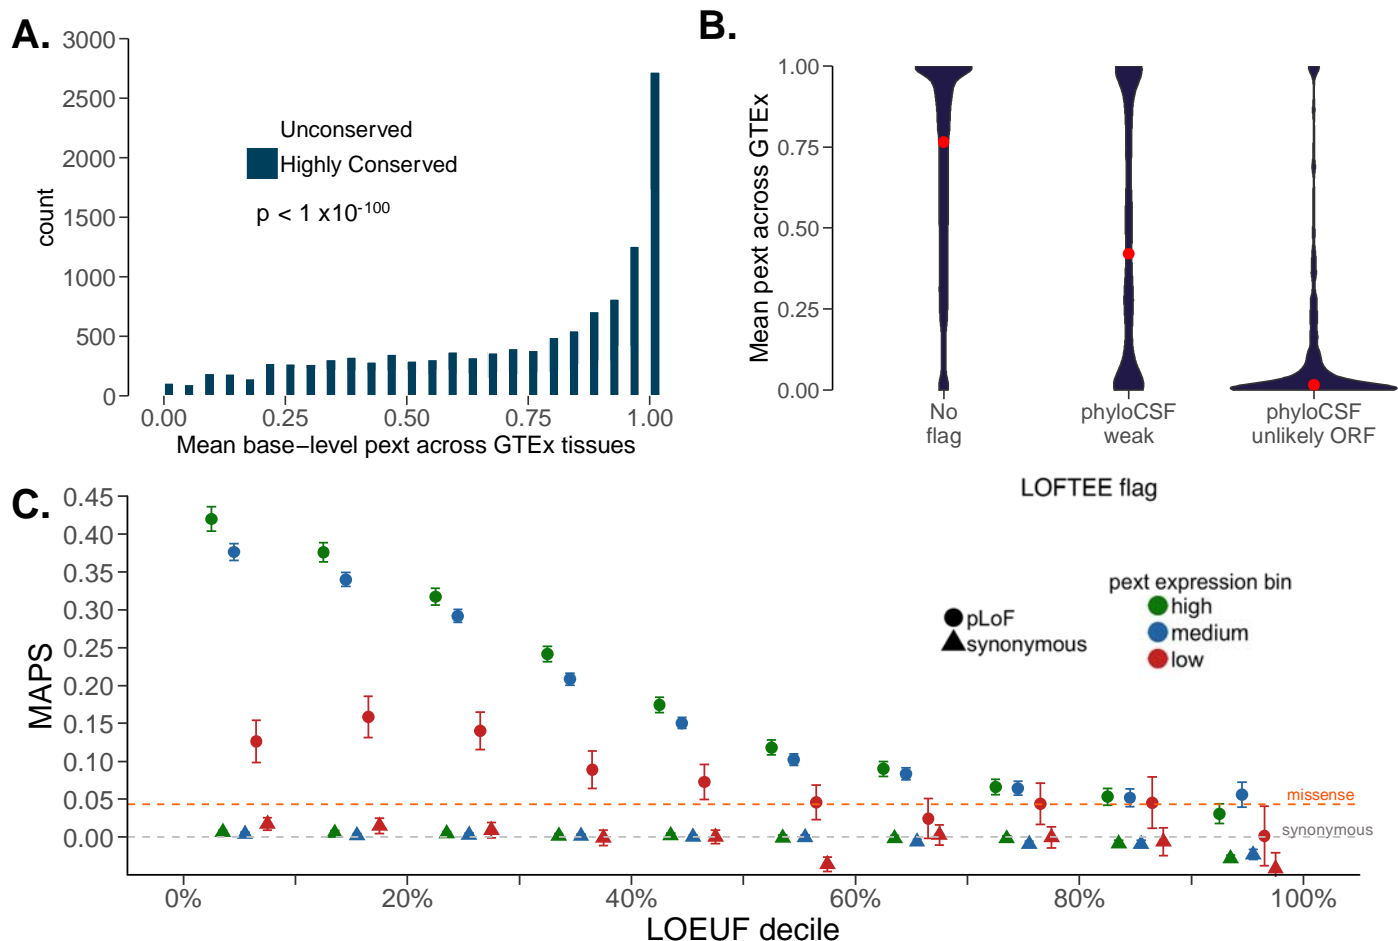 A.
3000
2500
2000
1500
1000
500
0
count
Unconserved
Highly Conserved
p < 1 x10-100
0.00 0.25 0.50 0.75 1.00
Mean base−level pext across GTEx tissues
B.
1.00
0.75
0.50
0.25
0.00
Mean pext across GTEx
No flag
phyloCSF weak
phyloCSF unlikely ORF
LOFTEE flag
C.
0.45
0.40
0.35
0.30
0.25
0.20
0.15
0.10
0.05
0.00
MAPS
pLoF
synonymous
pext expression bin
high
medium
low
missense
synonymous
0% 20% 40% 60% 80% 100%
LOEUF decile